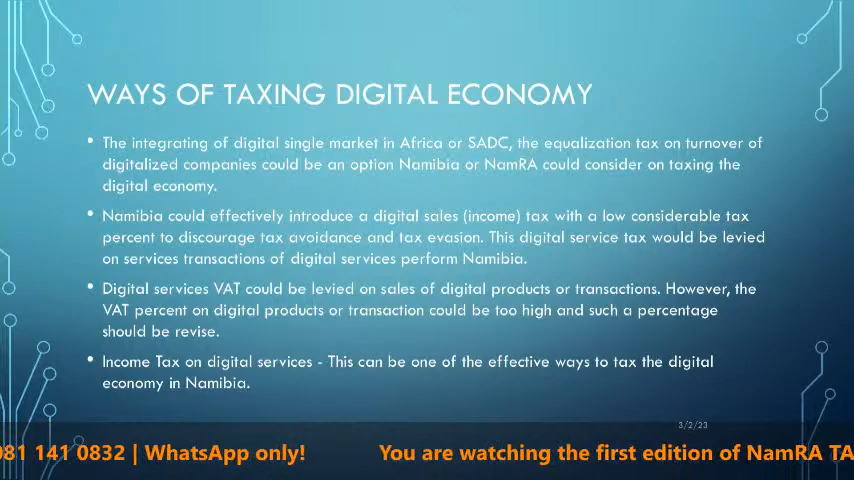 WAYS OF TAXING DIGITAL ECONOMY
• The integrating of digital single market in Africa or SADC, the equalization tax on turnover of
digitalized companies could be an option Namibia or NamRA could consider on taxing the
digital economy.
• Namibia could effectively introduce a digital sales (income) tax with a low considerable tax
percent to discourage tax avoidance and tax evasion. This digital service tax would be levied
on services transactions of digital services perform Namibia.
• Digital services VAT could be levied on sales of digital products or transactions. However, the
VAT percent on digital products or transaction could be too high and such a percentage
should be revise.
• Income Tax on digital services - This can be one of the effective ways to tax the digital
economy in Namibia.
3/2/23
081 141 0832 | WhatsApp only! You are watching the first edition of NamRA TA